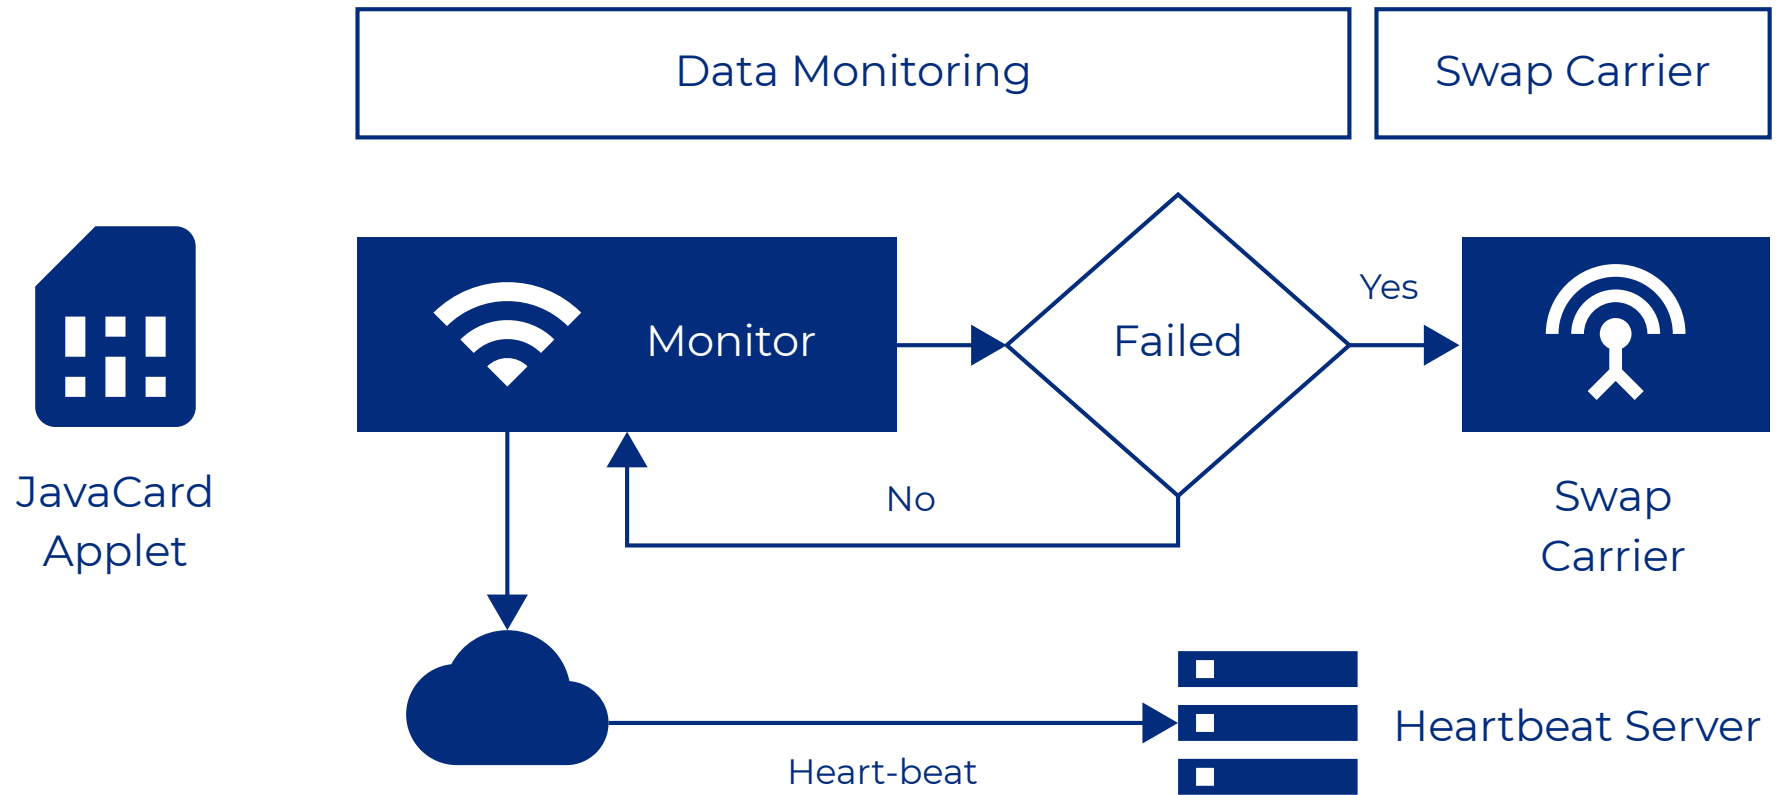 Data Monitoring
Swap Carrier
Monitor
Failed
Yes
No
JavaCard
Applet
Swap
Carrier
Heart-beat
Heartbeat Server